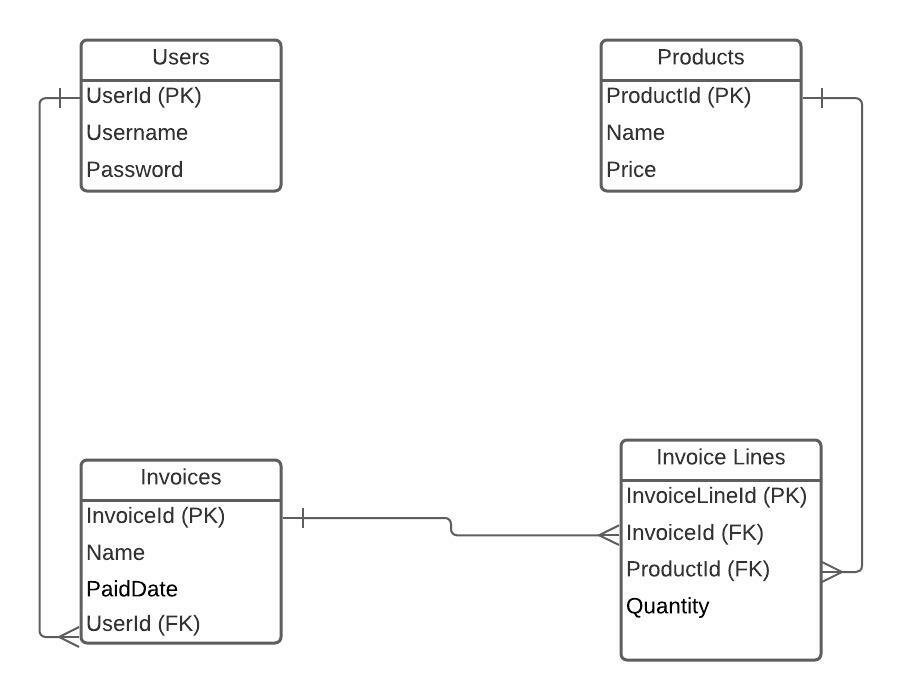 Users
UserId (PK)
Username
Password
Products
ProductId (PK)
Name
Price
Invoices
InvoiceId (PK)
Name
PaidDate
UserId (FK)
Invoice Lines
InvoiceLineId (PK)
InvoiceId (FK)
ProductId (FK)
Quantity